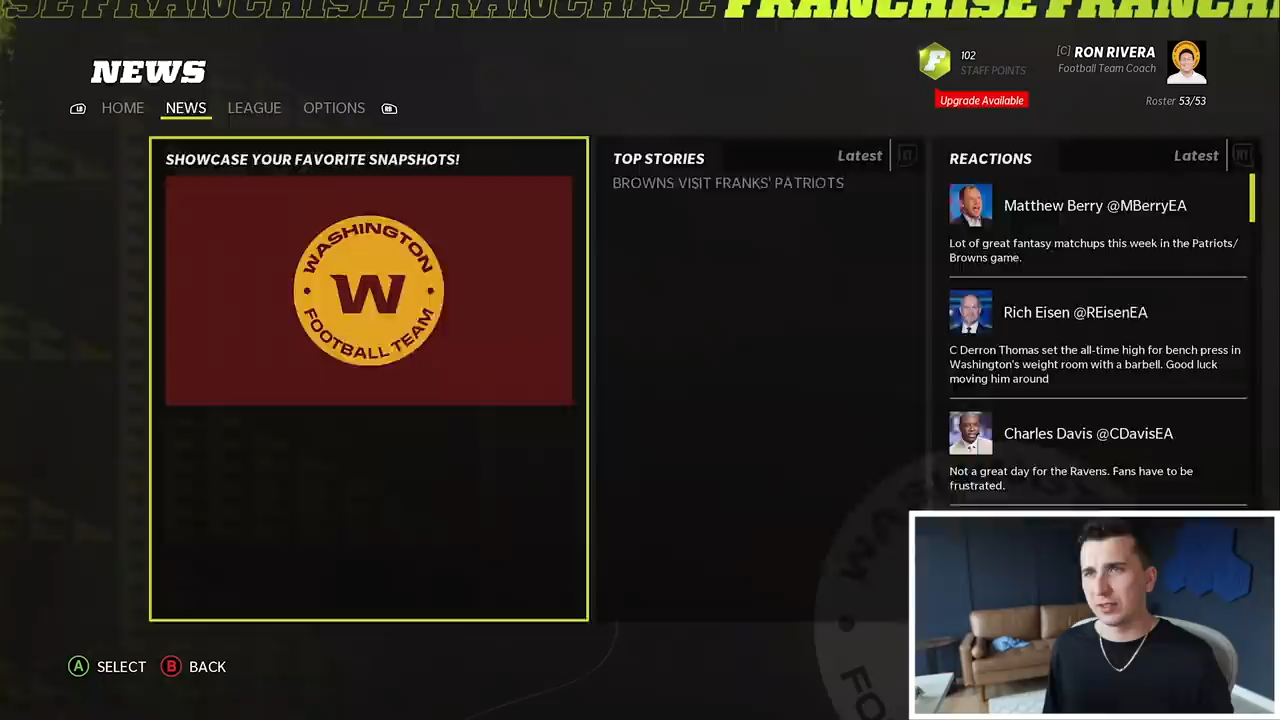 FRANCHISE FRANCHISE FRANCHISE FRANCHISE
NEWS
HOME NEWS LEAGUE OPTIONS
F
102
STAFF POINTS
Upgrade Available
[C] RON RIVERA
Football Team Coach
Roster 53/53
SHOWCASE YOUR FAVORITE SNAPSHOTS!
WASHINGTON
W
FOOTBALL TEAM
TOP STORIES
Latest
BROWNS VISIT FRANKS' PATRIOTS
REACTIONS
Latest
Matthew Berry @MBerryEA
Lot of great fantasy matchups this week in the Patriots/
Browns game.
Rich Eisen @REisenEA
C Derron Thomas set the all-time high for bench press in
Washington's weight room with a barbell. Good luck
moving him around
Charles Davis @CDavisEA
Not a great day for the Ravens. Fans have to be
frustrated.
A SELECT B BACK